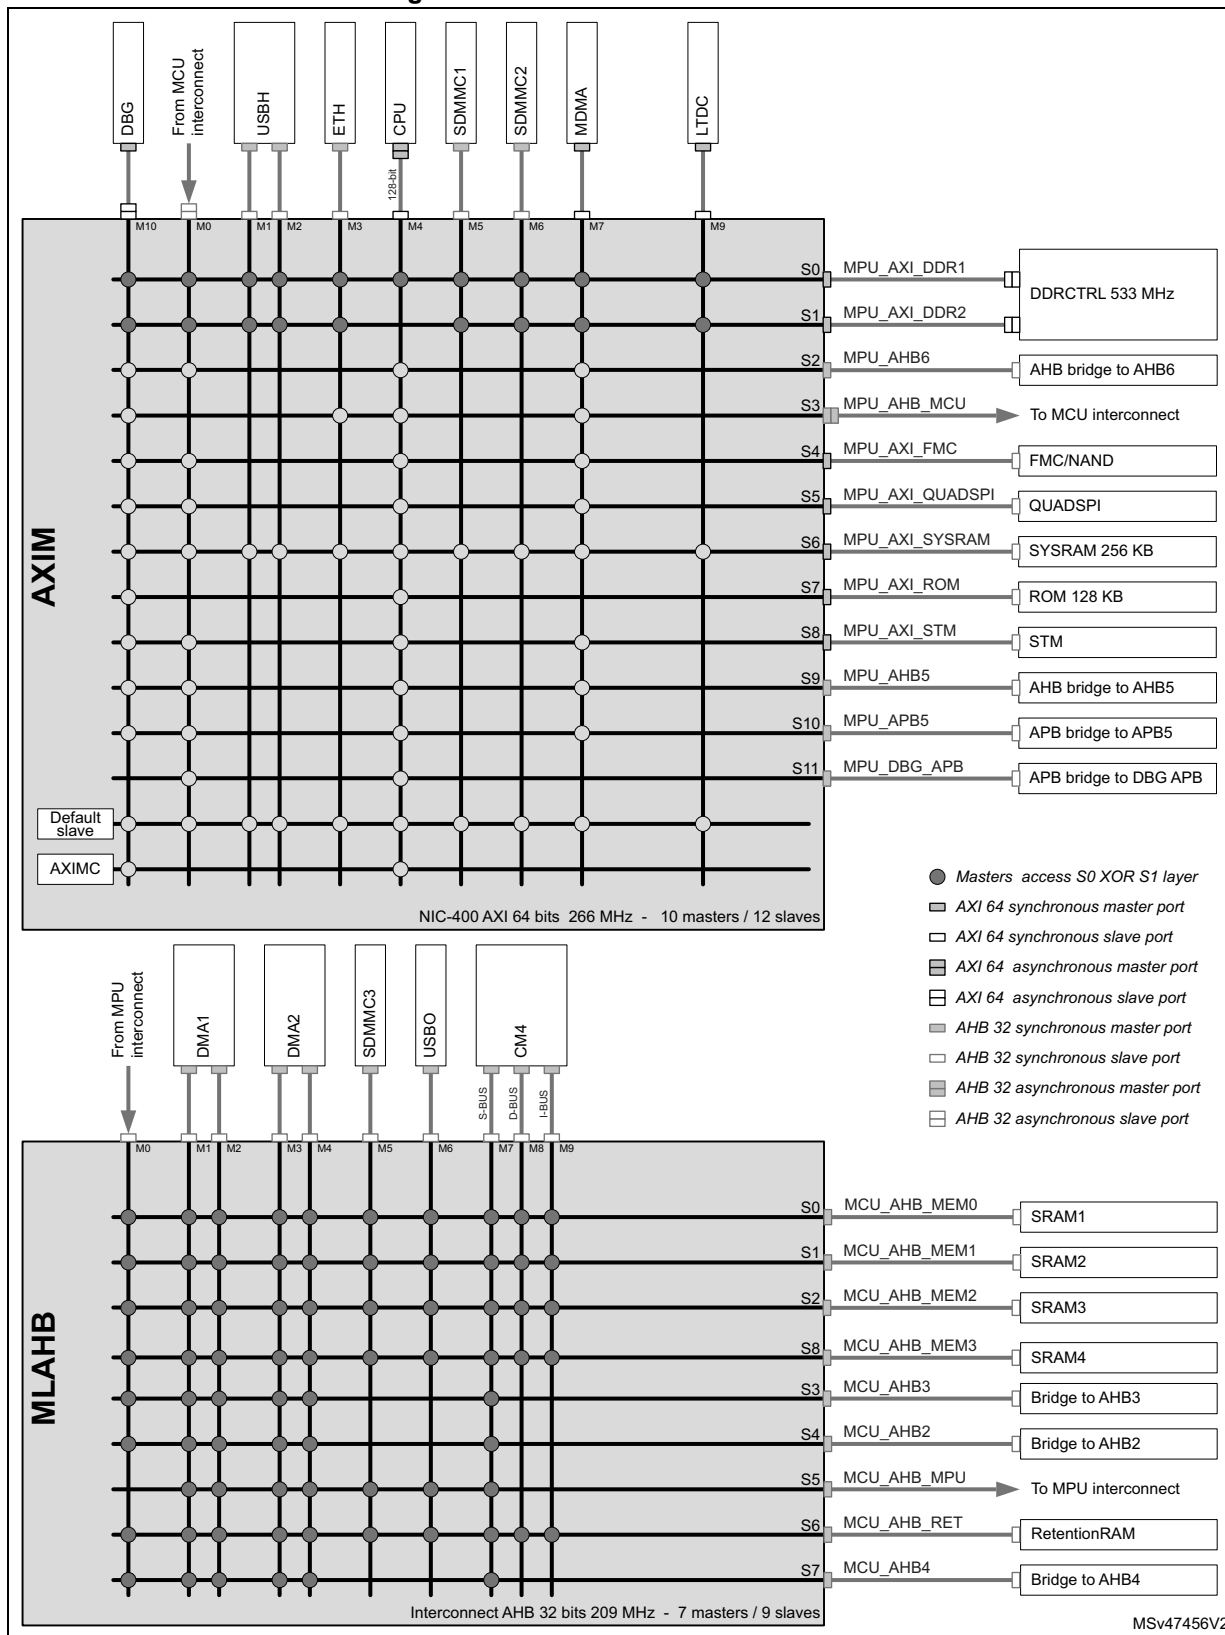 DBG
From MCU
interconnect
USBH
ETH
CPU
SDMMC1
SDMMC2
MDMA
LTDC
128-bit
M10
M0
M1
M2
M3
M4
M5
M6
M7
M9
AXIM
S0 MPU_AXI_DDR1
DDRCTRL 533 MHz
S1 MPU_AXI_DDR2
S2 MPU_AHB6 AHB bridge to AHB6
S3 MPU_AHB_MCU To MCU interconnect
S4 MPU_AXI_FMC FMC/NAND
S5 MPU_AXI_QUADSPI QUADSPI
S6 MPU_AXI_SYSRAM SYSRAM 256 KB
S7 MPU_AXI_ROM ROM 128 KB
S8 MPU_AXI_STM STM
S9 MPU_AHB5 AHB bridge to AHB5
S10 MPU_APB5 APB bridge to APB5
S11 MPU_DBG_APB APB bridge to DBG APB
Default
slave
AXIMC
NIC-400 AXI 64 bits 266 MHz - 10 masters / 12 slaves
Masters access S0 XOR S1 layer
AXI 64 synchronous master port
AXI 64 synchronous slave port
AXI 64 asynchronous master port
AXI 64 asynchronous slave port
AHB 32 synchronous master port
AHB 32 synchronous slave port
AHB 32 asynchronous master port
AHB 32 asynchronous slave port
From MPU
interconnect
DMA1
DMA2
SDMMC3
USBO
CM4
S-BUS
D-BUS
I-BUS
M0
M1
M2
M3
M4
M5
M6
M7
M8
M9
MLAHB
S0 MCU_AHB_MEM0 SRAM1
S1 MCU_AHB_MEM1 SRAM2
S2 MCU_AHB_MEM2 SRAM3
S8 MCU_AHB_MEM3 SRAM4
S3 MCU_AHB3 Bridge to AHB3
S4 MCU_AHB2 Bridge to AHB2
S5 MCU_AHB_MPU To MPU interconnect
S6 MCU_AHB_RET RetentionRAM
S7 MCU_AHB4 Bridge to AHB4
Interconnect AHB 32 bits 209 MHz - 7 masters / 9 slaves
MSv47456V2